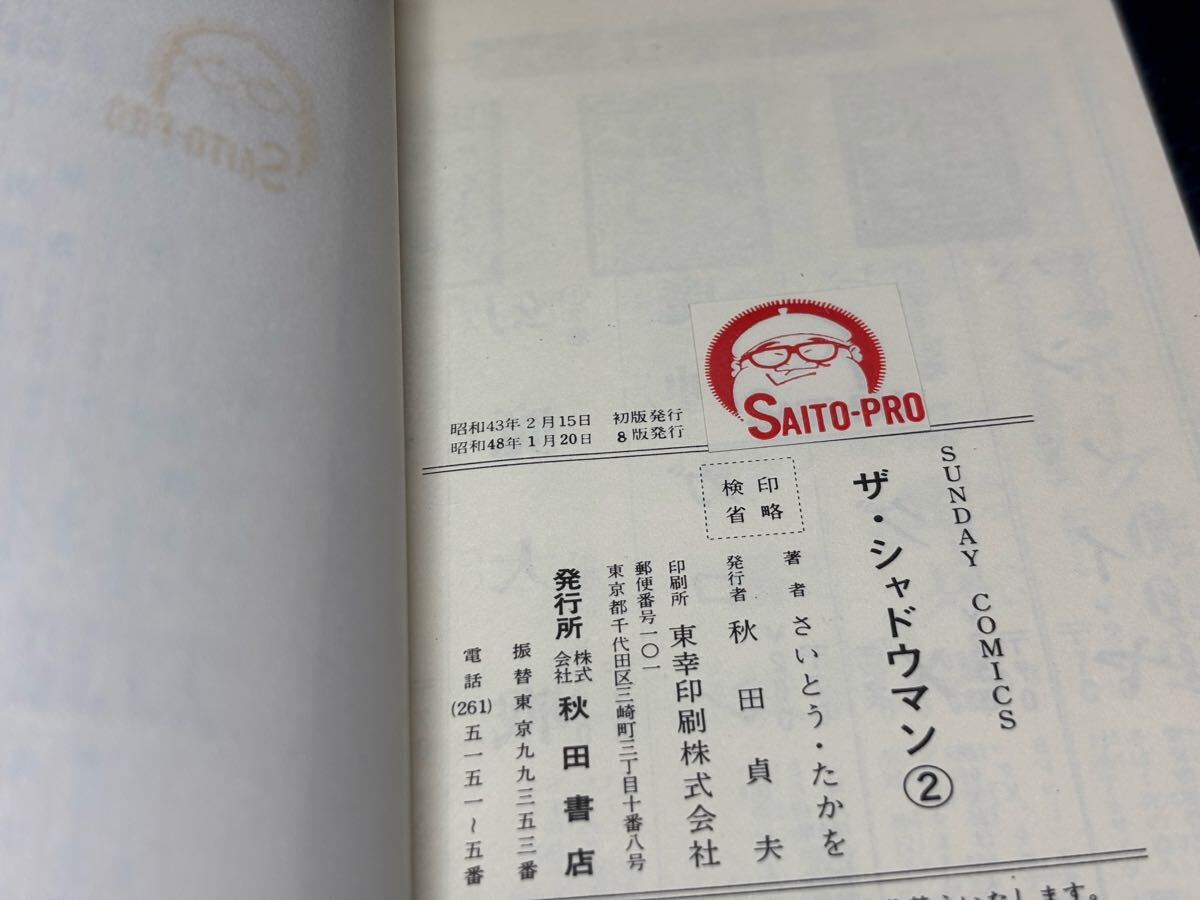 SAITO-PRO
昭和43年2月15日 初版発行
昭和48年1月20日 8版発行
SUNDAY COMICS
ザ・シャドウマン②
検印
省略
著者 さいとう・たかを
発行者 秋田貞夫
印刷所 東幸印刷株式会社
郵便番号一〇一
東京都千代田区三崎町三丁目十番八号
発行所 株式会社 秋田書店
振替東京九九三五三番
電話(261)五一五一~五番
いたします。